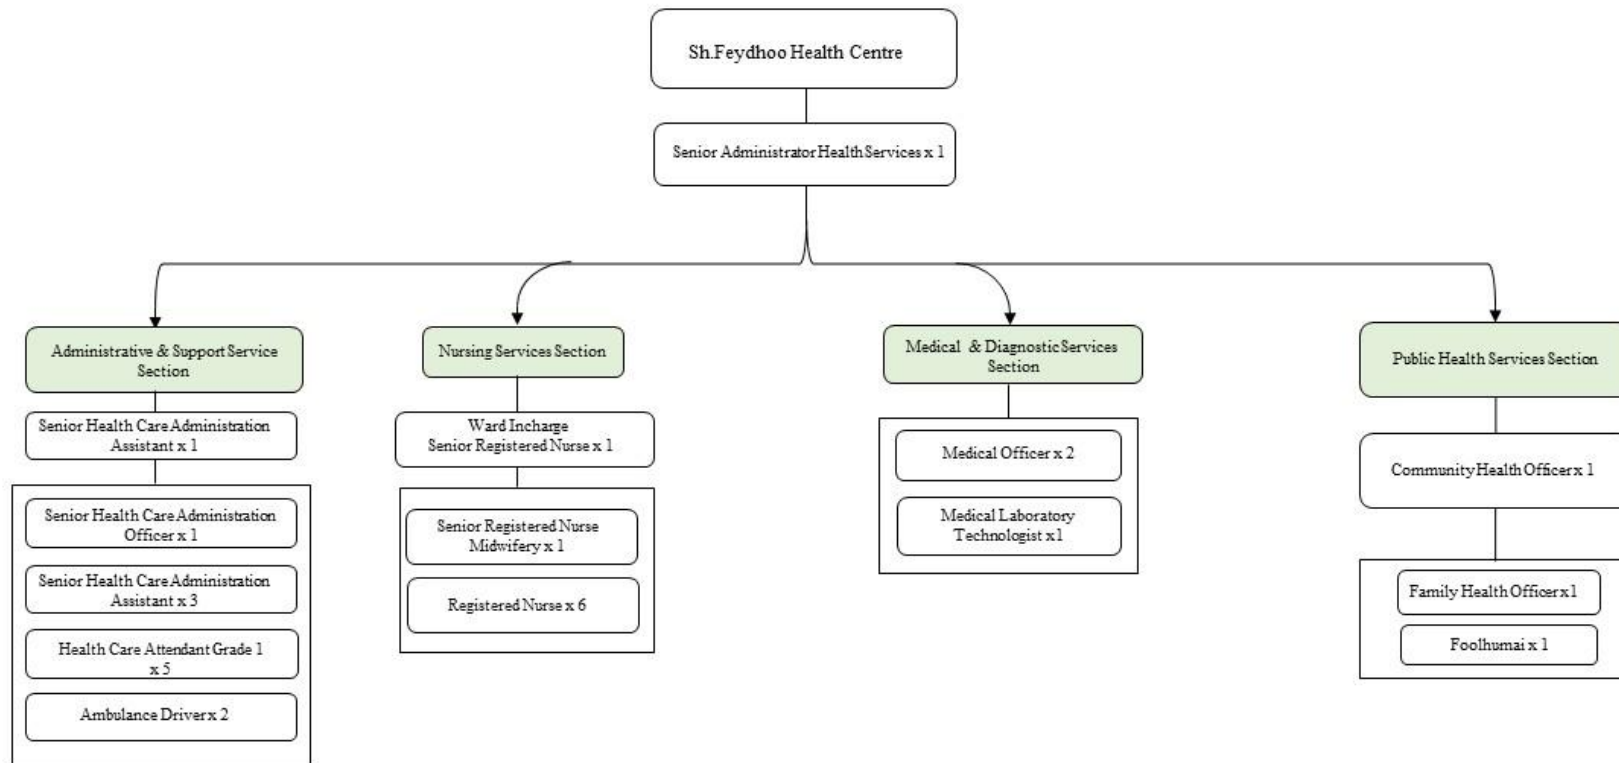 Sh.Feydhoo Health Centre
Senior Administrator Health Services x 1
Administrative & Support Service
Section
Senior Health Care Administration
Assistant x 1
Senior Health Care Administration
Officer x 1
Senior Health Care Administration
Assistant x 3
Health Care Attendant Grade 1
x 5
Ambulance Driver x 2
Nursing Services Section
Ward Incharge
Senior Registered Nurse x 1
Senior Registered Nurse
Midwifery x 1
Registered Nurse x 6
Medical & Diagnostic Services
Section
Medical Officer x 2
Medical Laboratory
Technologist x1
Public Health Services Section
Community Health Officer x 1
Family Health Officer x1
Foolhumai x 1